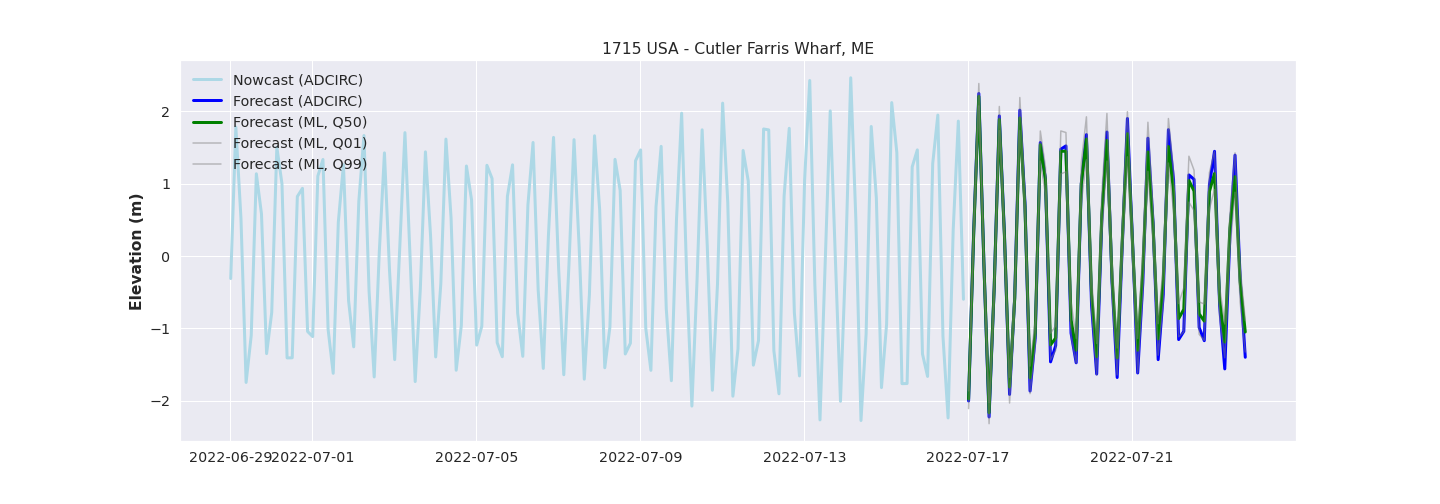 1715 USA - Cutler Farris Wharf, ME
Nowcast (ADCIRC)
Forecast (ADCIRC)
Forecast (ML, Q50)
Forecast (ML, Q01)
Forecast (ML, Q99)
Elevation (m)
2
1
0
−1
−2
2022-06-29
2022-07-01
2022-07-05
2022-07-09
2022-07-13
2022-07-17
2022-07-21